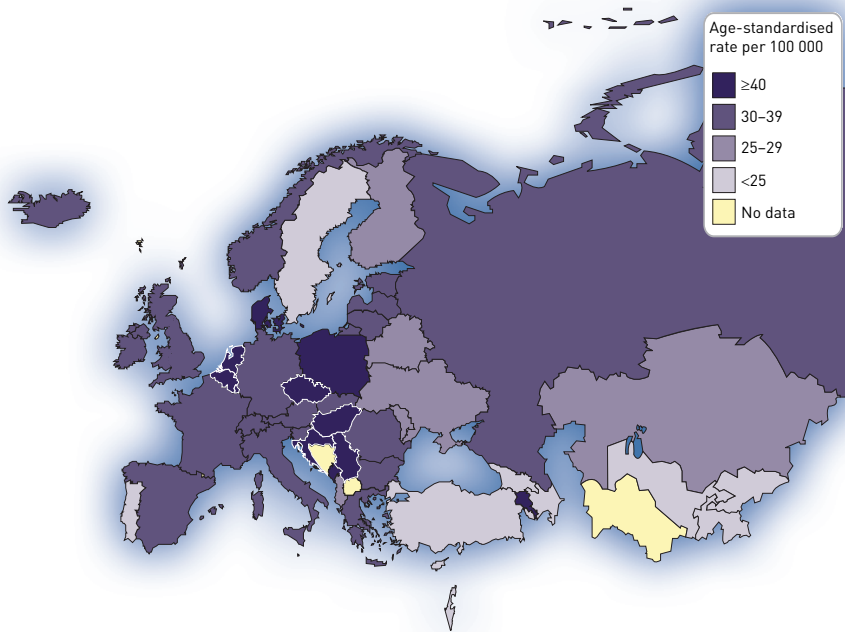 Age-standardised
rate per 100 000
≥40
30–39
25–29
<25
No data